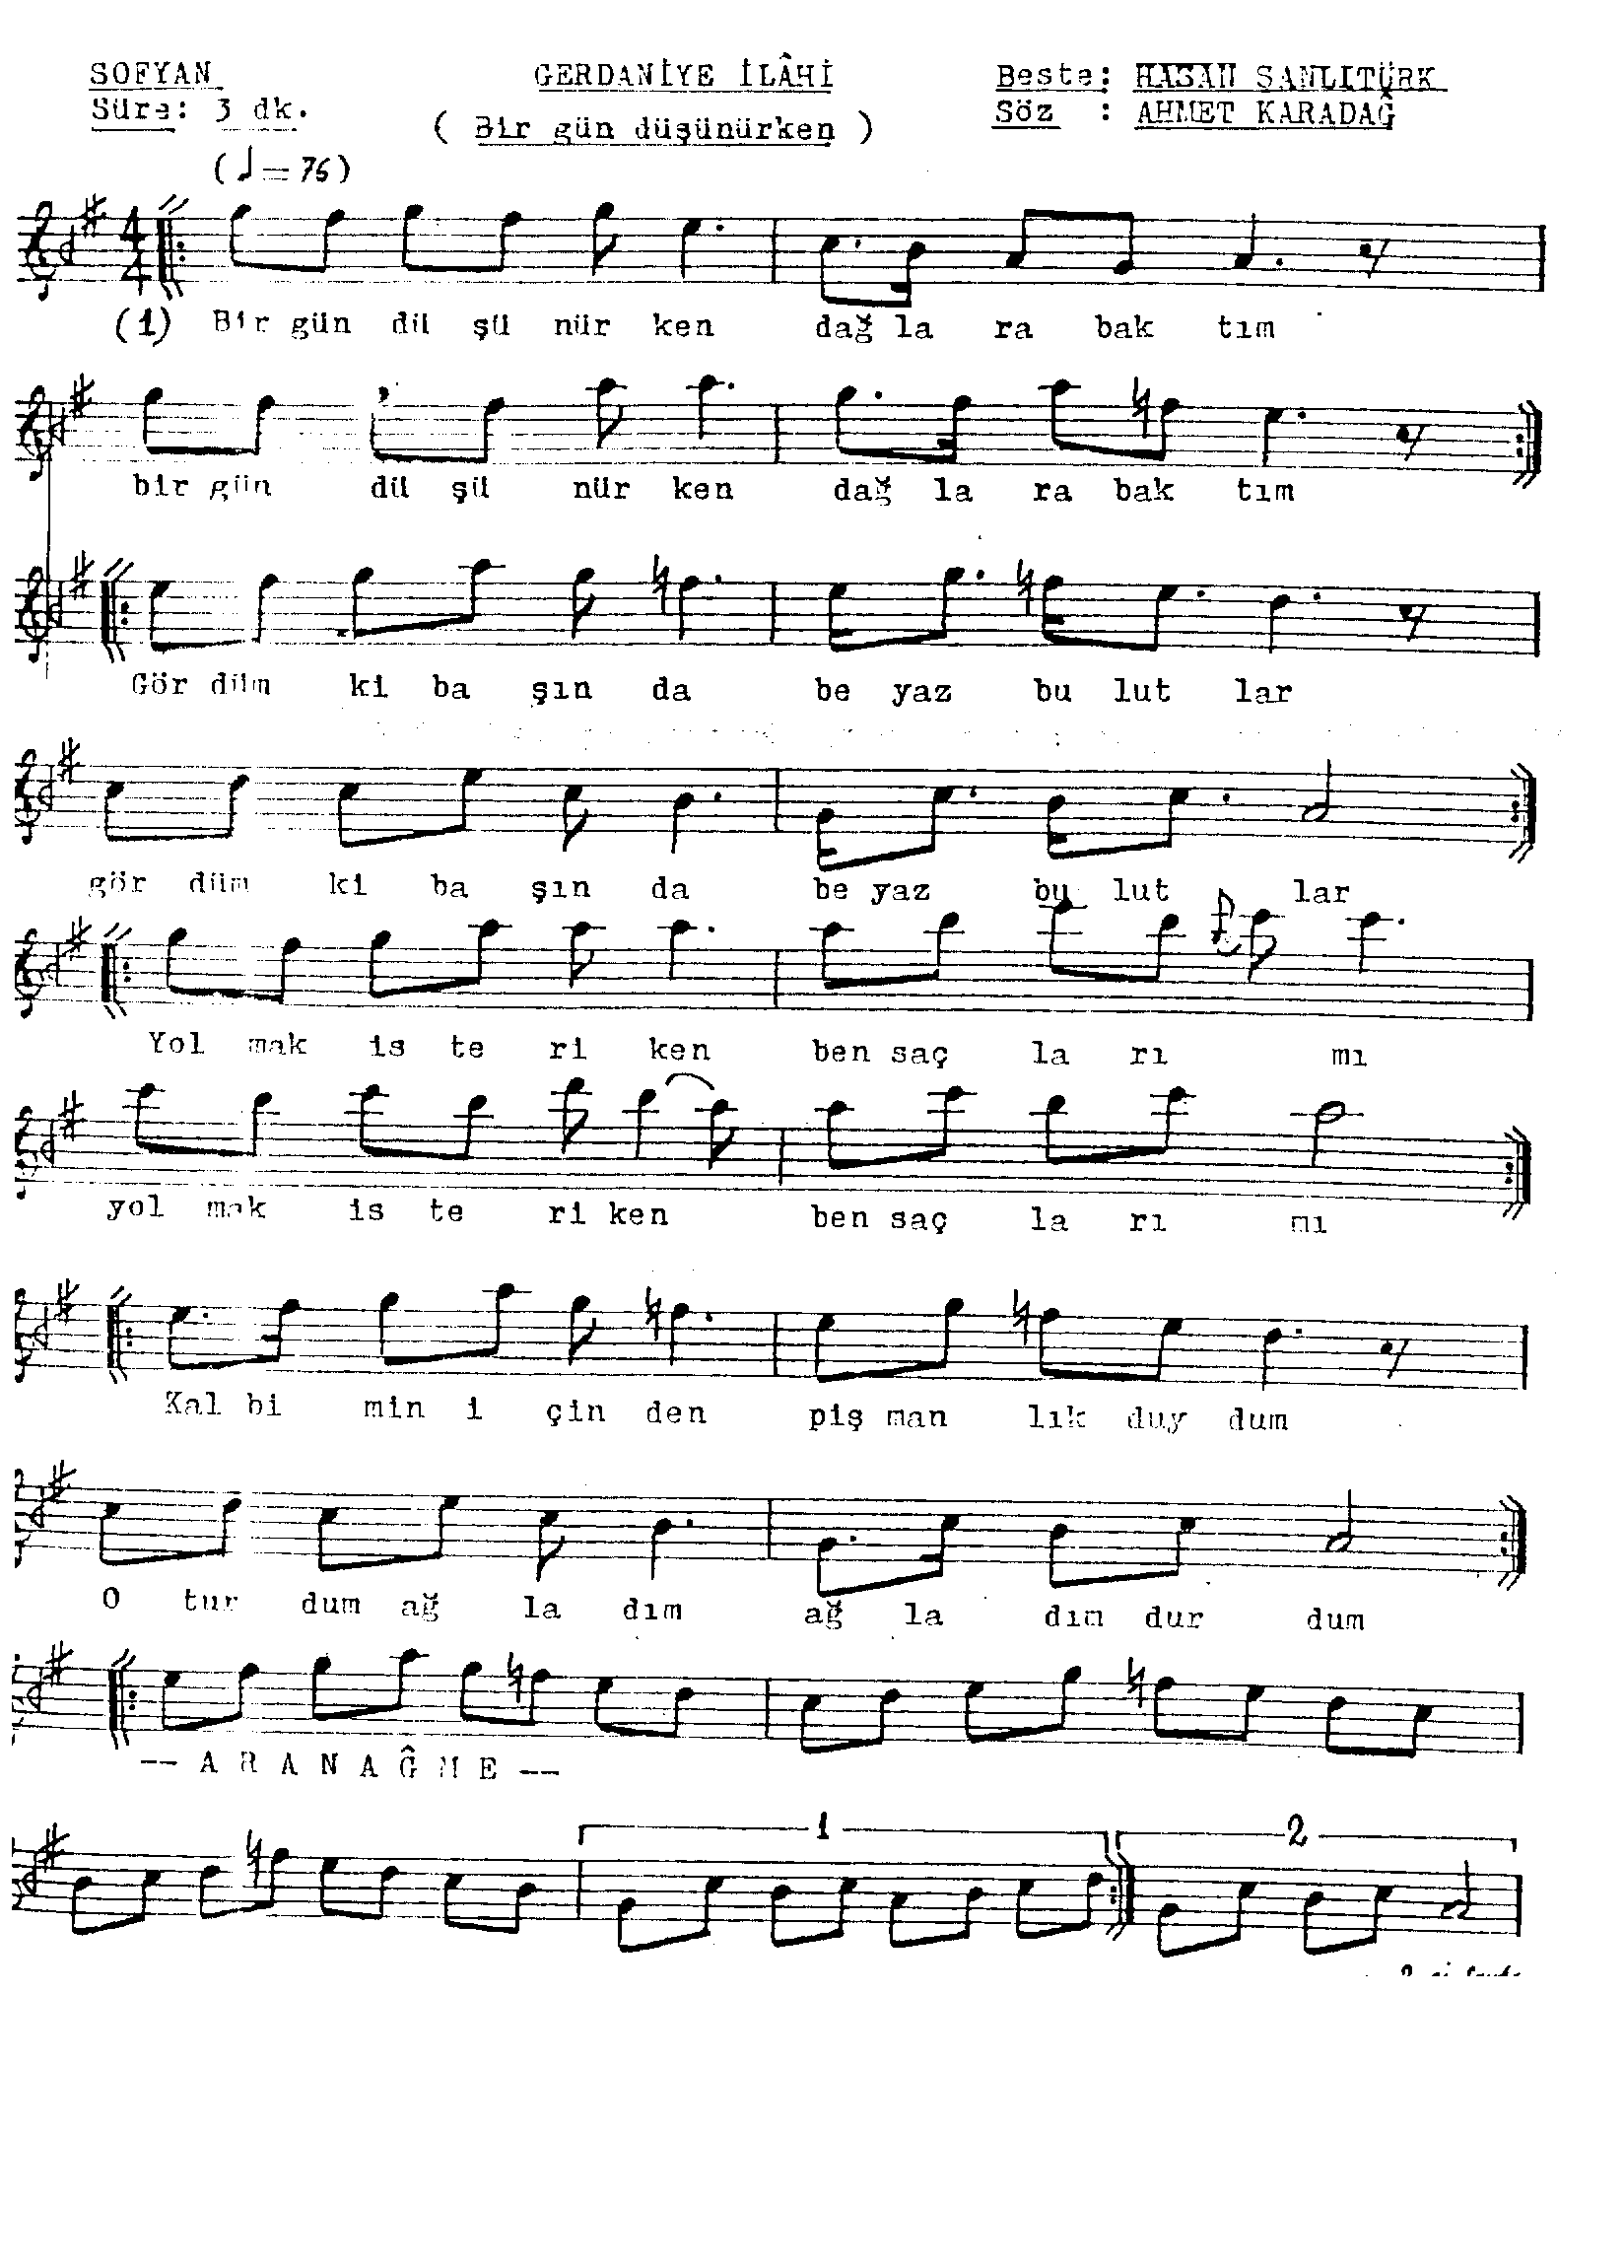 SOFYAN
GERDANİYE İLÂHİ
Beste: HASAN SANLITÜRK
Süre: 3 dk.
( Bir gün düşünürken )
Söz : AHMET KARADAĞ
(♩=76)
4/4
(1) Bir gün dü şü nür ken dağ la ra bak tım
bir gün dü şü nür ken dağ la ra bak tım
Gör düm ki ba şın da be yaz bu lut lar
gör düm ki ba şın da be yaz bu lut lar
Yol mak is te ri ken ben saç la rı mı
yol mak is te ri ken ben saç la rı mı
Kal bi min i çin den piş man lık duy dum
O tur dum ağ la dım ağ la dım dur dum
-- A R A N A Ğ M E --
1 2